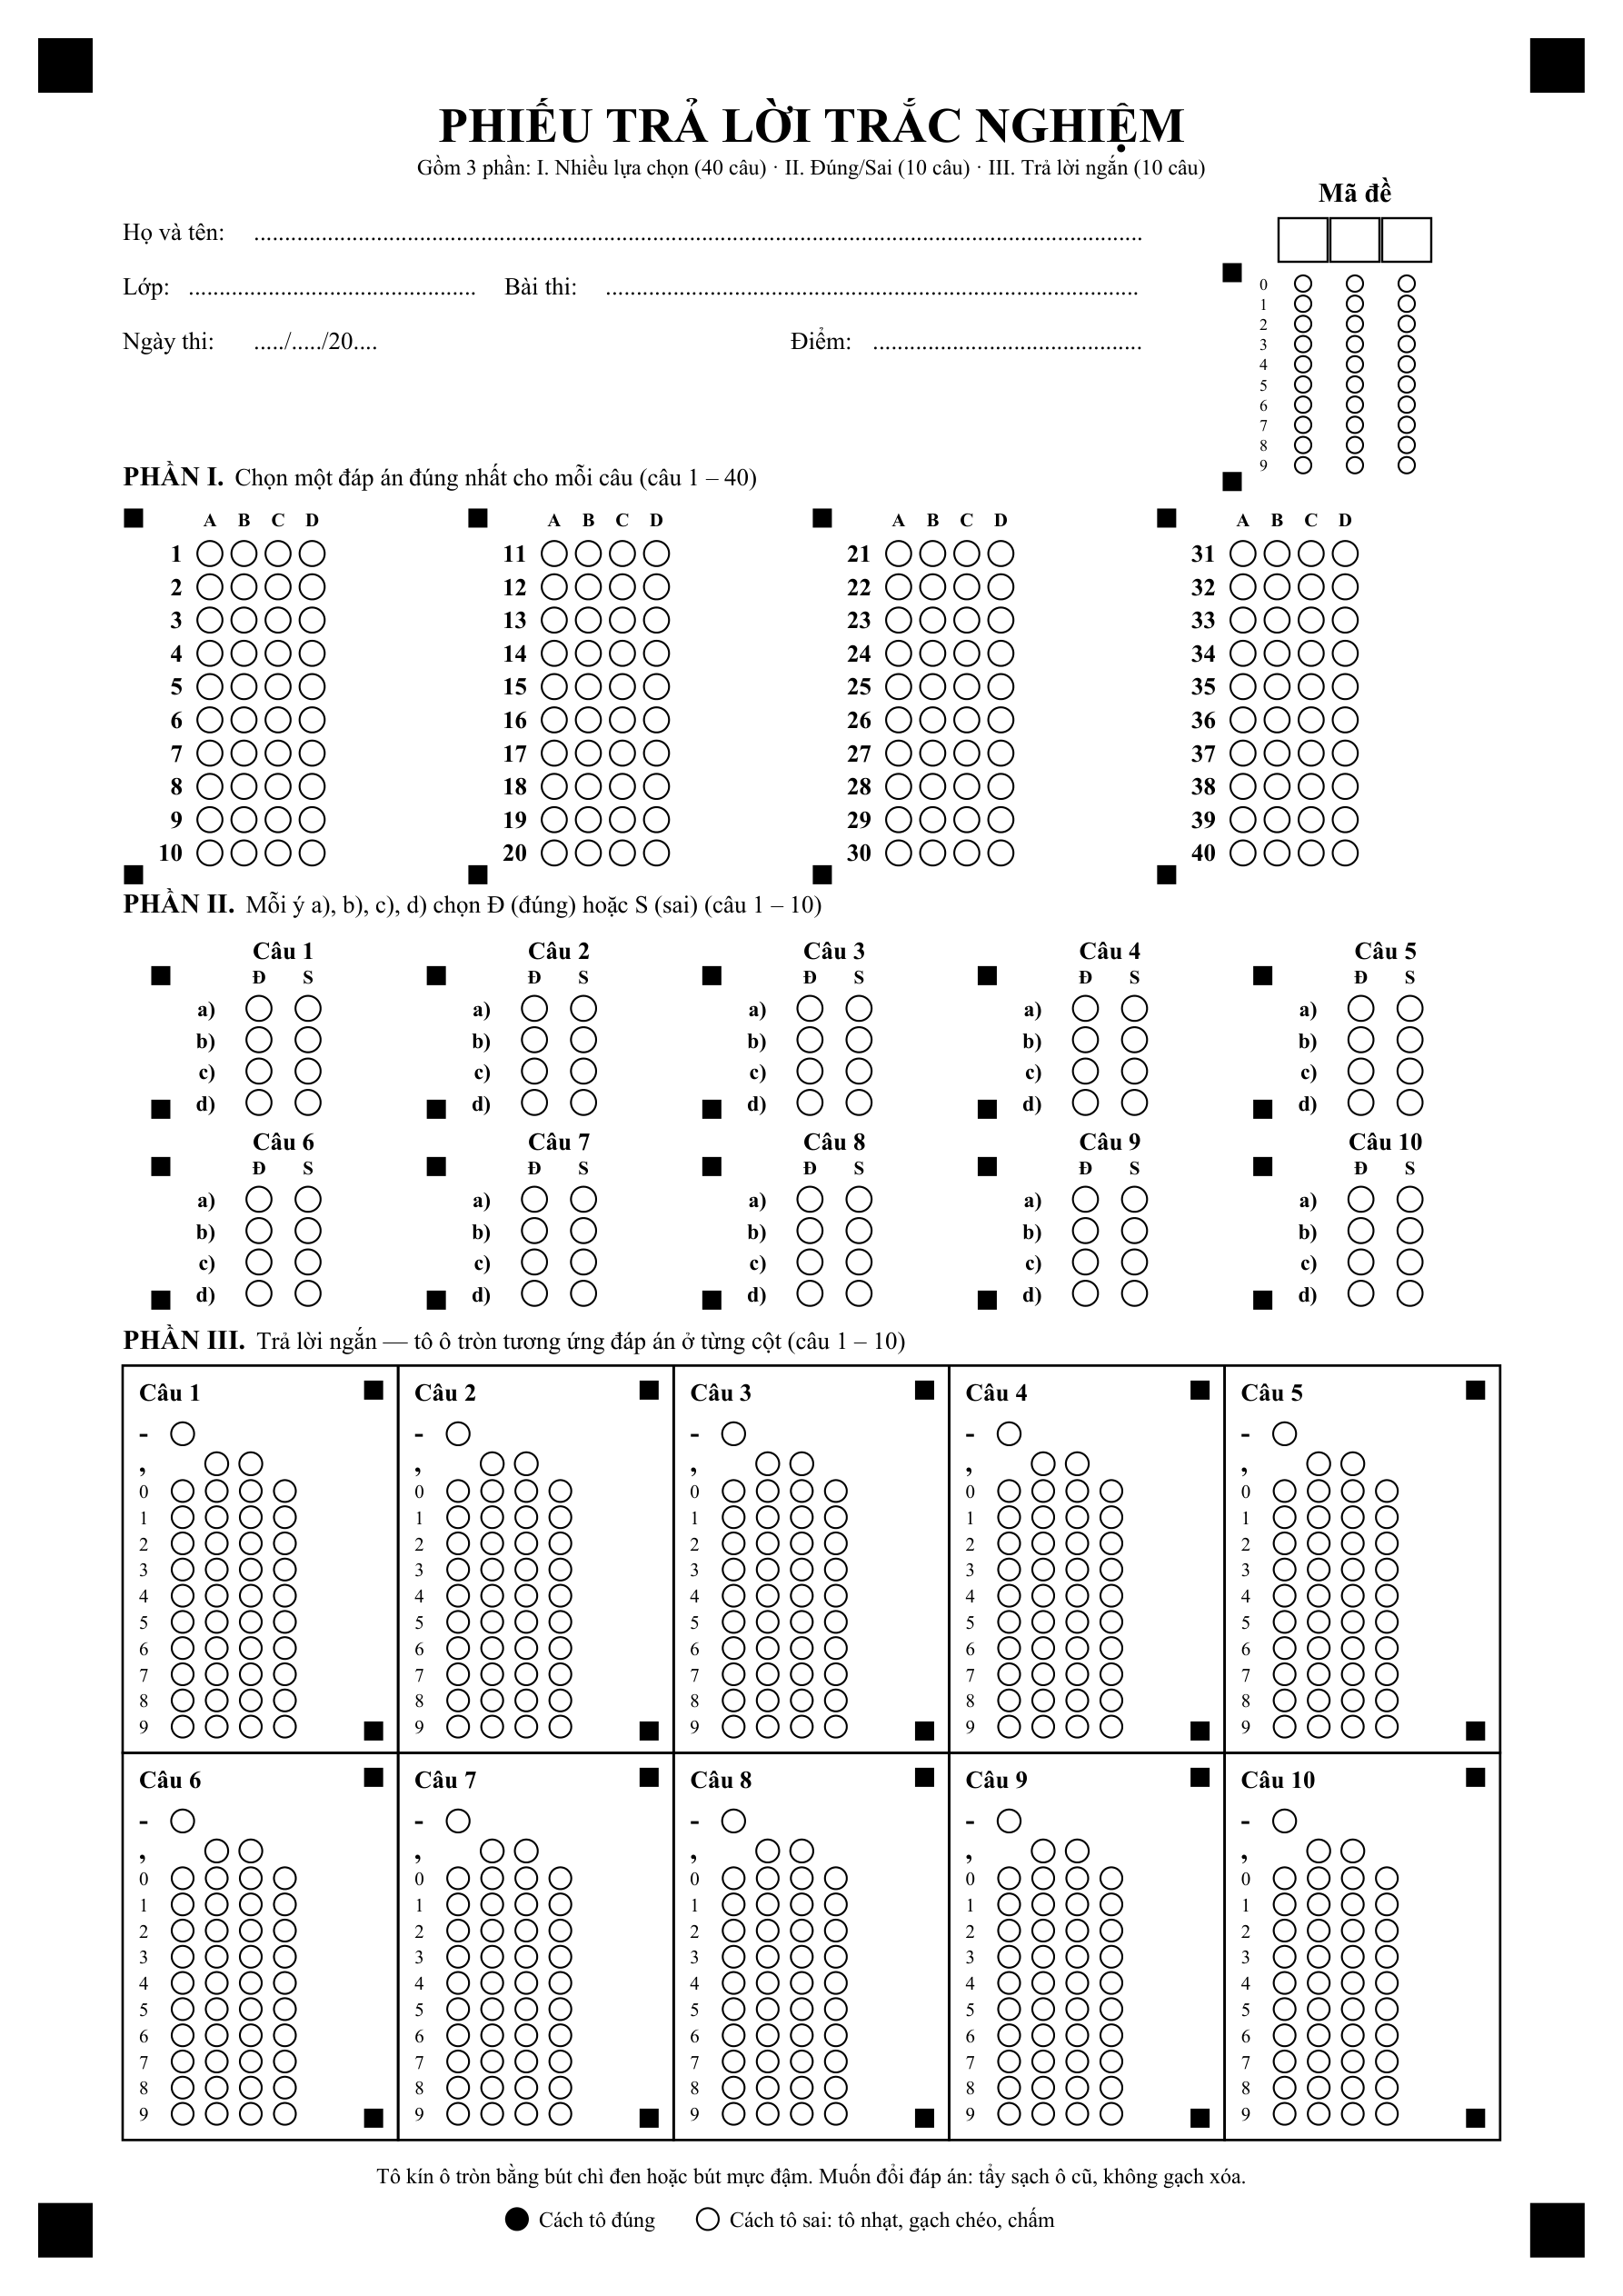 PHIẾU TRẢ LỜI TRẮC NGHIỆM
Gồm 3 phần: I. Nhiều lựa chọn (40 câu) · II. Đúng/Sai (10 câu) · III. Trả lời ngắn (10 câu)
Mã đề
Họ và tên: ................................................................................
Lớp: ............................................... Bài thi: ................................................................................
Ngày thi: ...../...../20.... Điểm: ............................................
0
1
2
3
4
5
6
7
8
9
PHẦN I. Chọn một đáp án đúng nhất cho mỗi câu (câu 1 – 40)
A B C D A B C D A B C D A B C D
1 11 21 31
2 12 22 32
3 13 23 33
4 14 24 34
5 15 25 35
6 16 26 36
7 17 27 37
8 18 28 38
9 19 29 39
10 20 30 40
PHẦN II. Mỗi ý a), b), c), d) chọn Đ (đúng) hoặc S (sai) (câu 1 – 10)
Câu 1 Câu 2 Câu 3 Câu 4 Câu 5
Đ S Đ S Đ S Đ S Đ S
a) a) a) a) a)
b) b) b) b) b)
c) c) c) c) c)
d) d) d) d) d)
Câu 6 Câu 7 Câu 8 Câu 9 Câu 10
Đ S Đ S Đ S Đ S Đ S
a) a) a) a) a)
b) b) b) b) b)
c) c) c) c) c)
d) d) d) d) d)
PHẦN III. Trả lời ngắn — tô ô tròn tương ứng đáp án ở từng cột (câu 1 – 10)
Câu 1 Câu 2 Câu 3 Câu 4 Câu 5
- - - - -
, , , , ,
0 0 0 0 0
1 1 1 1 1
2 2 2 2 2
3 3 3 3 3
4 4 4 4 4
5 5 5 5 5
6 6 6 6 6
7 7 7 7 7
8 8 8 8 8
9 9 9 9 9
Câu 6 Câu 7 Câu 8 Câu 9 Câu 10
- - - - -
, , , , ,
0 0 0 0 0
1 1 1 1 1
2 2 2 2 2
3 3 3 3 3
4 4 4 4 4
5 5 5 5 5
6 6 6 6 6
7 7 7 7 7
8 8 8 8 8
9 9 9 9 9
Tô kín ô tròn bằng bút chì đen hoặc bút mực đậm. Muốn đổi đáp án: tẩy sạch ô cũ, không gạch xóa.
Cách tô đúng Cách tô sai: tô nhạt, gạch chéo, chấm